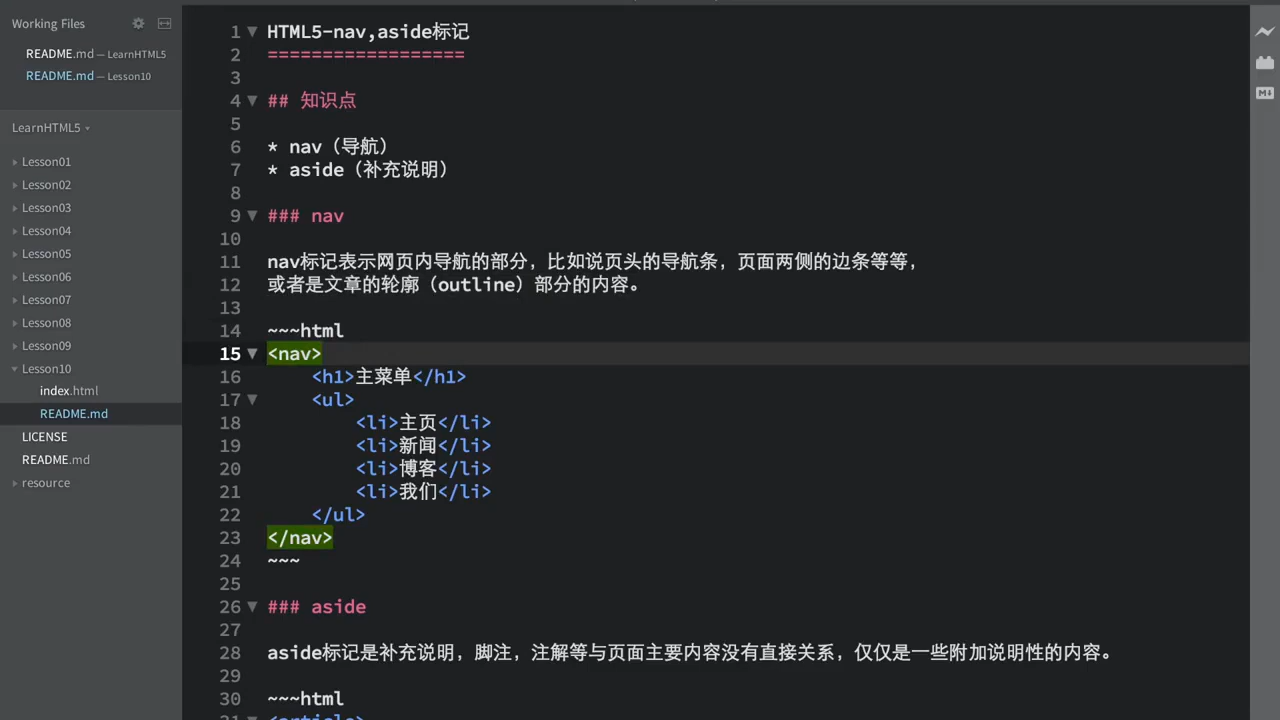 Working Files
README.md — LearnHTML5
README.md — Lesson10
LearnHTML5
Lesson01
Lesson02
Lesson03
Lesson04
Lesson05
Lesson06
Lesson07
Lesson08
Lesson09
Lesson10
index.html
README.md
LICENSE
README.md
resource
1 HTML5-nav,aside标记
2 ==================
3
4 ## 知识点
5
6 * nav（导航）
7 * aside（补充说明）
8
9 ### nav
10
11 nav标记表示网页内导航的部分，比如说页头的导航条，页面两侧的边条等等，
12 或者是文章的轮廓（outline）部分的内容。
13
14 ~~~html
15 <nav>
16     <h1>主菜单</h1>
17     <ul>
18         <li>主页</li>
19         <li>新闻</li>
20         <li>博客</li>
21         <li>我们</li>
22     </ul>
23 </nav>
24 ~~~
25
26 ### aside
27
28 aside标记是补充说明，脚注，注解等与页面主要内容没有直接关系，仅仅是一些附加说明性的内容。
29
30 ~~~html
31 <article>
M↓